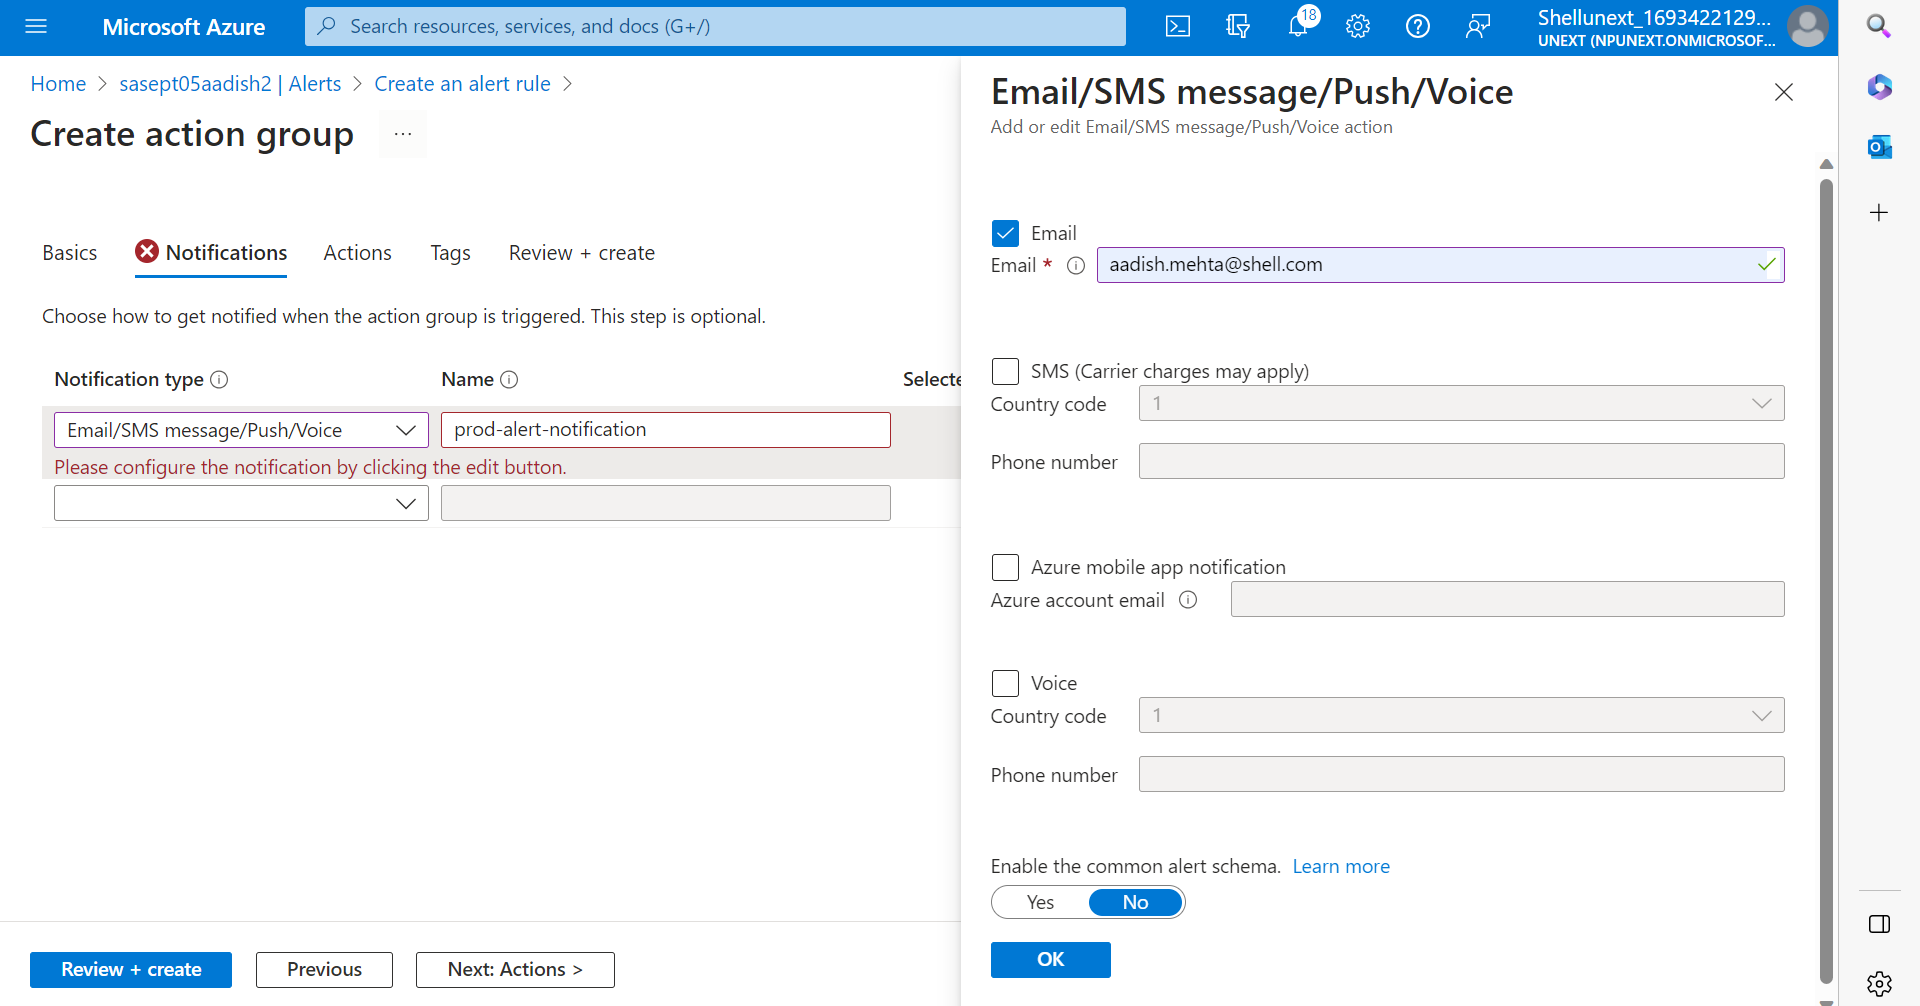 Microsoft Azure
Search resources, services, and docs (G+/)
18
Shellunext_1693422129...
UNEXT (NPUNEXT.ONMICROSOF...
Home > sasept05aadish2 | Alerts > Create an alert rule >
Create action group
...
Basics
Notifications
Actions
Tags
Review + create
Choose how to get notified when the action group is triggered. This step is optional.
Notification type
Name
Selecte
Email/SMS message/Push/Voice
prod-alert-notification
Please configure the notification by clicking the edit button.
Review + create
Previous
Next: Actions >
Email/SMS message/Push/Voice
Add or edit Email/SMS message/Push/Voice action
Email
Email *
aadish.mehta@shell.com
SMS (Carrier charges may apply)
Country code
1
Phone number
Azure mobile app notification
Azure account email
Voice
Country code
1
Phone number
Enable the common alert schema. Learn more
Yes
No
OK